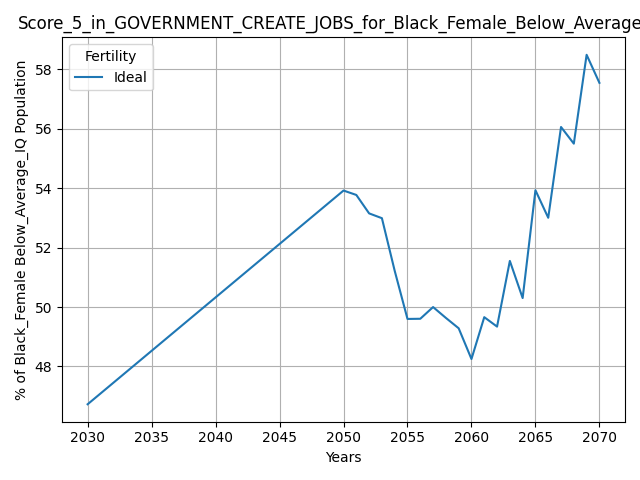 Score_5_in_GOVERNMENT_CREATE_JOBS_for_Black_Female_Below_Average
Fertility
Ideal
% of Black_Female Below_Average_IQ Population
58
56
54
52
50
48
2030 2035 2040 2045 2050 2055 2060 2065 2070
Years